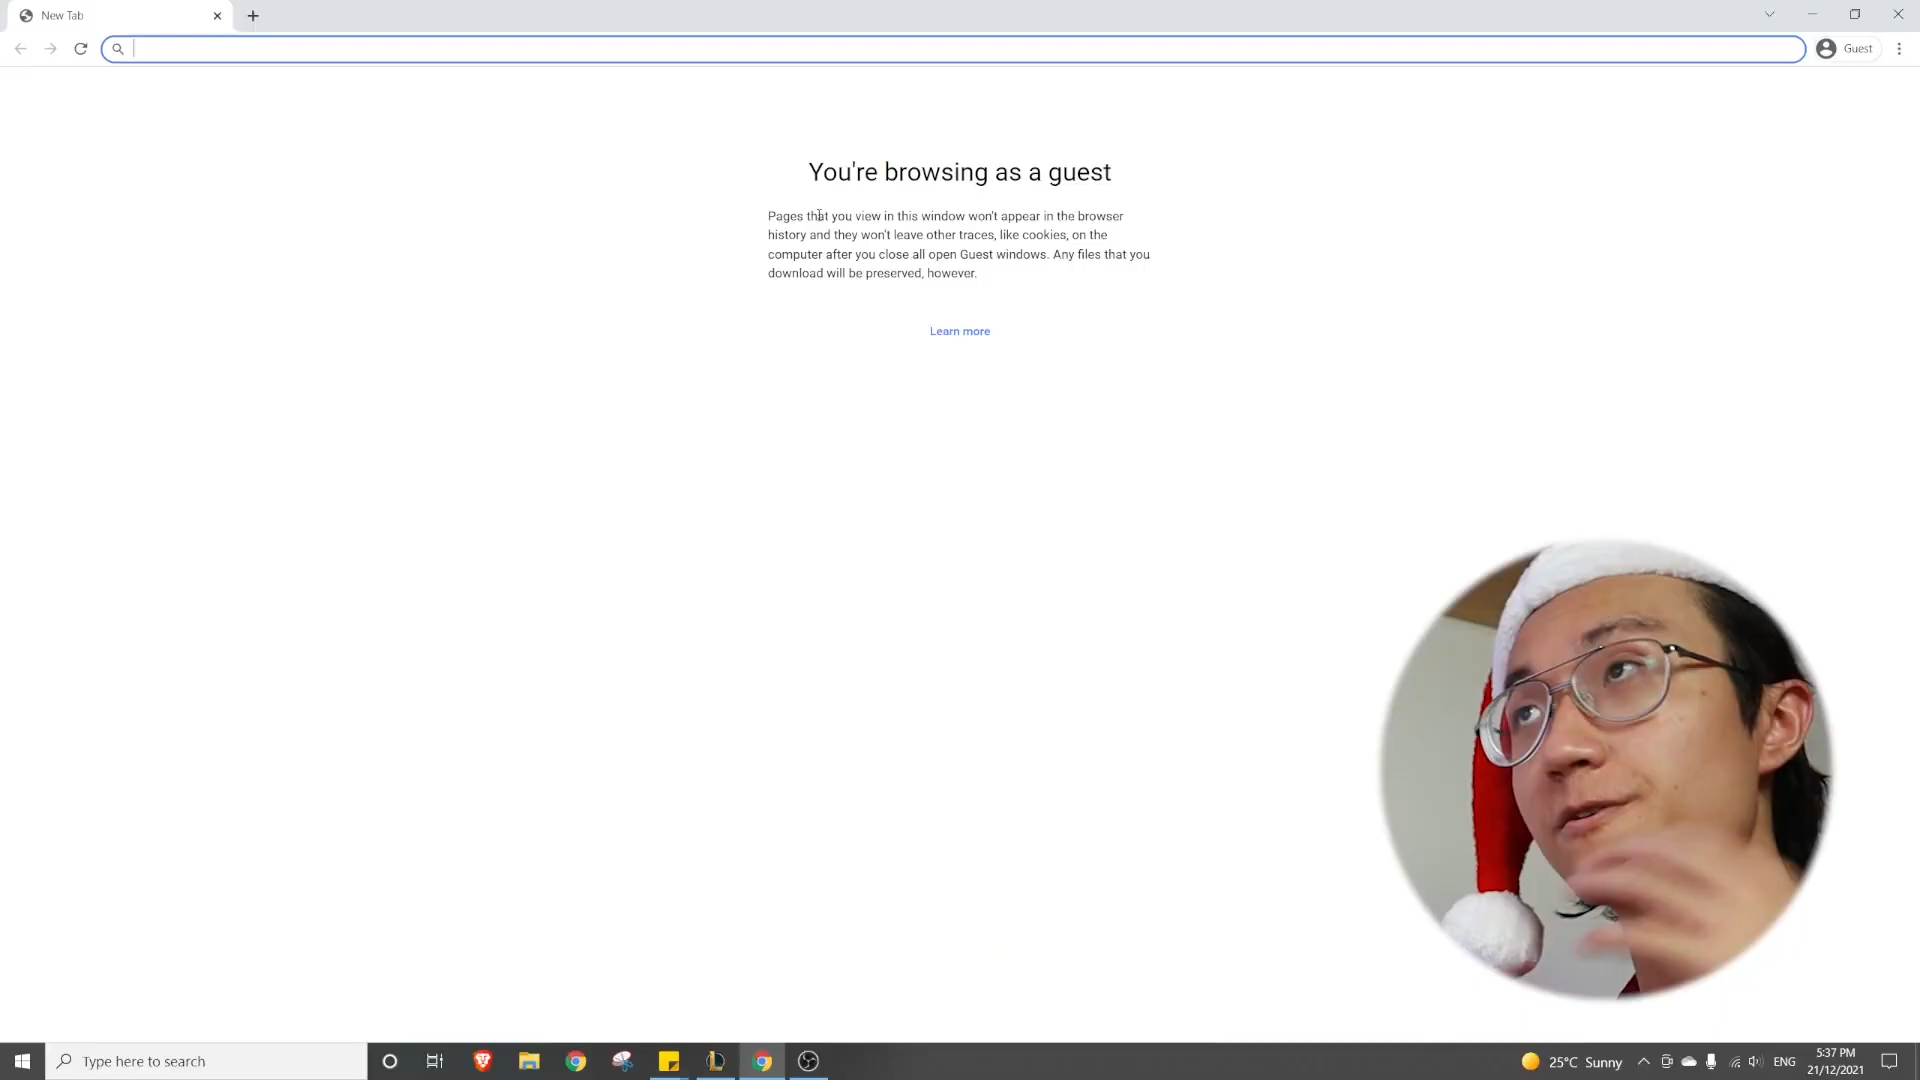 New Tab
Guest
You're browsing as a guest
Pages that you view in this window won't appear in the browser
history and they won't leave other traces, like cookies, on the
computer after you close all open Guest windows. Any files that you
download will be preserved, however.
Learn more
Type here to search
25°C Sunny
ENG
5:37 PM
21/12/2021